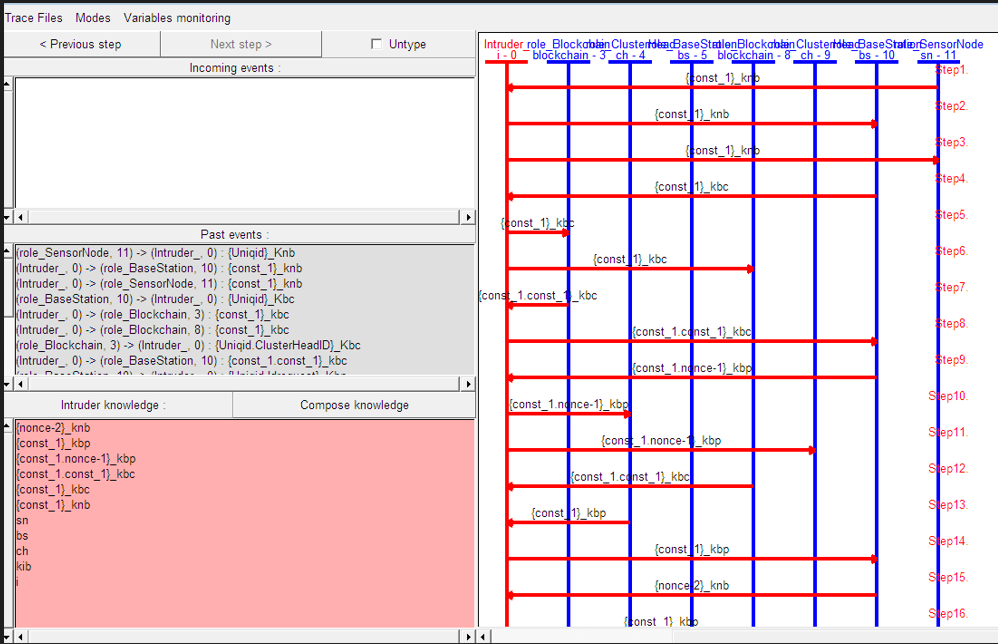 Trace Files Modes Variables monitoring
< Previous step Next step > Untype
Incoming events :
Past events :
(role_SensorNode, 11) -> (Intruder_, 0) : {Uniqid}_Knb
(Intruder_, 0) -> (role_BaseStation, 10) : {const_1}_knb
(Intruder_, 0) -> (role_SensorNode, 11) : {const_1}_knb
(role_BaseStation, 10) -> (Intruder_, 0) : {Uniqid}_Kbc
(Intruder_, 0) -> (role_Blockchain, 3) : {const_1}_kbc
(Intruder_, 0) -> (role_Blockchain, 8) : {const_1}_kbc
(role_Blockchain, 3) -> (Intruder_, 0) : {Uniqid.ClusterHeadID}_Kbc
(Intruder_, 0) -> (role_BaseStation, 10) : {const_1.const_1}_kbc
Intruder knowledge : Compose knowledge
{nonce-2}_knb
{const_1}_kbp
{const_1.nonce-1}_kbp
{const_1.const_1}_kbc
{const_1}_kbc
{const_1}_knb
sn
bs
ch
kib
i
Intruder_
i - 0 blockchain - 3 ch - 4 bs - 5 blockchain - 8 ch - 9 bs - 10 sn - 11
Step1.
{const_1}_knb
Step2.
{const_1}_knb
Step3.
{const_1}_knb
Step4.
{const_1}_kbc
Step5.
{const_1}_kbc
Step6.
{const_1}_kbc
Step7.
{const_1.const_1}_kbc
Step8.
{const_1.const_1}_kbc
Step9.
{const_1.nonce-1}_kbp
Step10.
{const_1.nonce-1}_kbp
Step11.
{const_1.nonce-1}_kbp
Step12.
{const_1.const_1}_kbc
Step13.
{const_1}_kbp
Step14.
{const_1}_kbp
Step15.
{nonce-2}_knb
Step16.
{const_1}_kbp